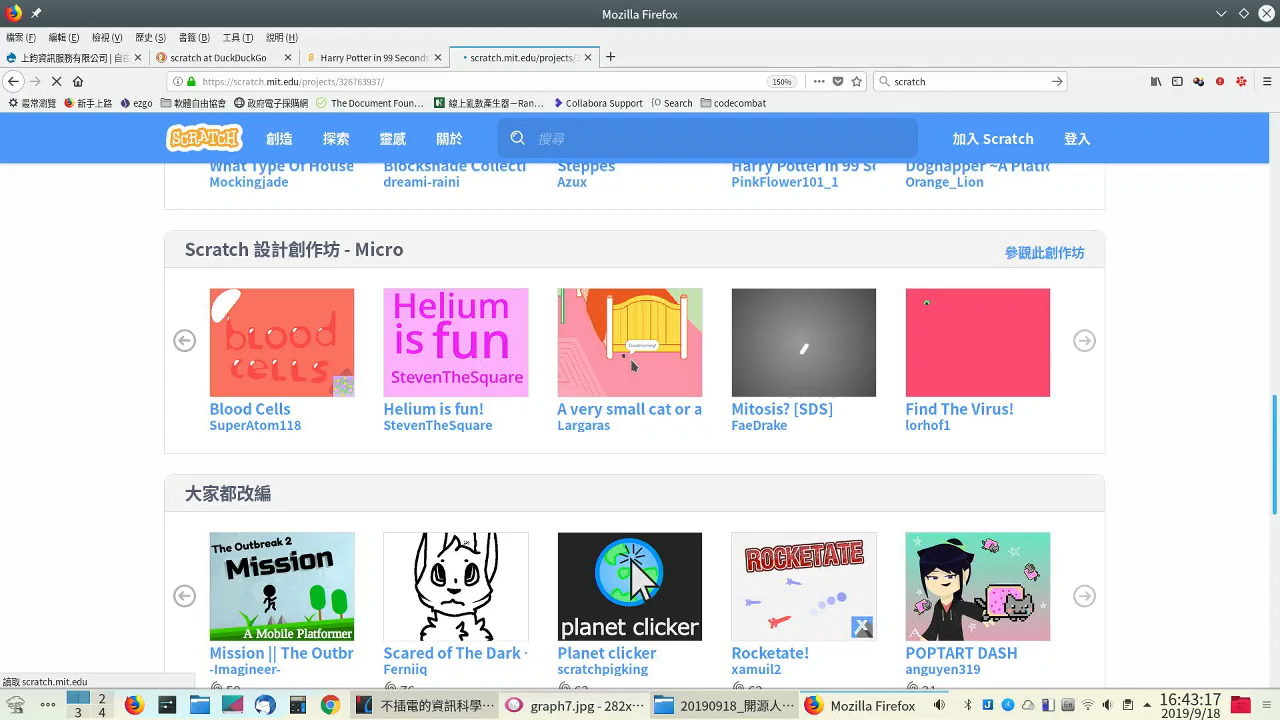 Mozilla Firefox
檔案 (F) 編輯 (E) 檢視 (V) 歷史 (S) 書籤 (B) 工具 (T) 說明 (H)
上鈞資訊服務有限公司 | 自由
scratch at DuckDuckGo
Harry Potter in 99 Seconds
scratch.mit.edu/projects/3
https://scratch.mit.edu/projects/326763937/
150%
scratch
最常瀏覽 新手上路 ezgo 軟體自由協會 政府電子採購網 The Document Foun… 線上亂數產生器－Ran… Collabora Support Search codecombat
SCRATCH 創造 探索 靈感 關於 搜尋 加入 Scratch 登入
What Type Of House Blockshade Collecti Steppes Harry Potter in 99 Se Dognapper ~A Platfo
Mockingjade dreami-raini Azux PinkFlower101_1 Orange_Lion
Scratch 設計創作坊 - Micro 參觀此創作坊
blood
cells
Helium
is fun
StevenTheSquare
Goodmorning!
Blood Cells Helium is fun! A very small cat or a Mitosis? [SDS] Find The Virus!
SuperAtom118 StevenTheSquare Largaras FaeDrake lorhof1
大家都改編
The Outbreak 2
Mission
A Mobile Platformer
planet clicker
ROCKETATE
Mission || The Outbr Scared of The Dark - Planet clicker Rocketate! POPTART DASH
-Imagineer- Ferniiq scratchpigking xamuil2 anguyen319
讀取 scratch.mit.edu
2
3 4
不插電的資訊科學⋯
graph7.jpg - 282×⋯
20190918_開源人⋯
Mozilla Firefox
16:43:17
2019/9/18